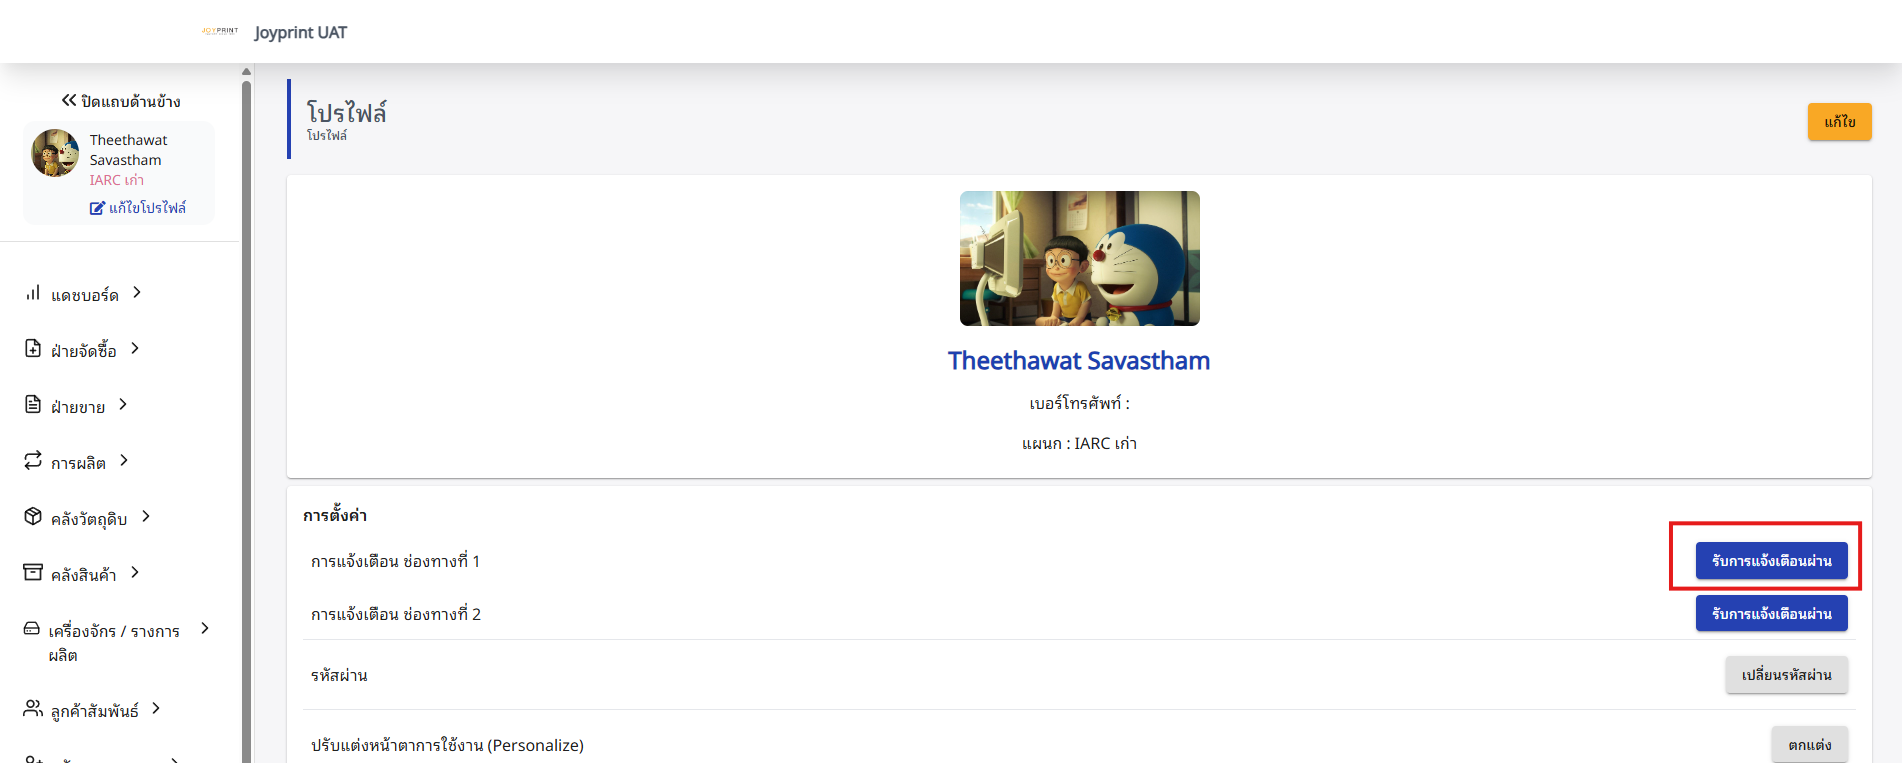 JOYPRINT
Joyprint UAT
ปิดแถบด้านข้าง
Theethawat
Savastham
IARC เก่า
แก้ไขโปรไฟล์
แดชบอร์ด
ฝ่ายจัดซื้อ
ฝ่ายขาย
การผลิต
คลังวัตถุดิบ
คลังสินค้า
เครื่องจักร / รายการ
ผลิต
ลูกค้าสัมพันธ์
โปรไฟล์
โปรไฟล์
แก้ไข
Theethawat Savastham
เบอร์โทรศัพท์ :
แผนก : IARC เก่า
การตั้งค่า
การแจ้งเตือน ช่องทางที่ 1
รับการแจ้งเตือนผ่าน
การแจ้งเตือน ช่องทางที่ 2
รับการแจ้งเตือนผ่าน
รหัสผ่าน
เปลี่ยนรหัสผ่าน
ปรับแต่งหน้าตาการใช้งาน (Personalize)
ตกแต่ง